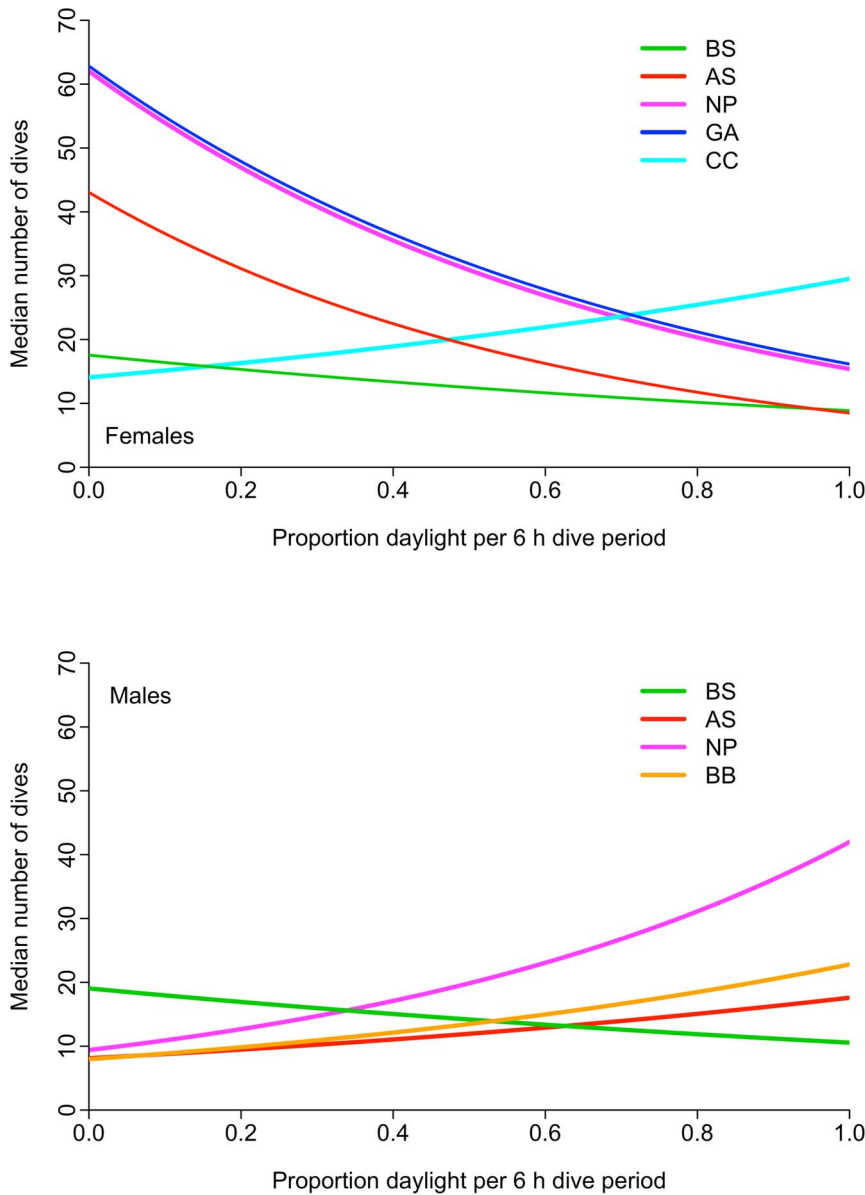 70
60
50
40
30
20
10
0
Median number of dives
BS
AS
NP
GA
CC
Females
0.0 0.2 0.4 0.6 0.8 1.0
Proportion daylight per 6 h dive period
70
60
50
40
30
20
10
0
Median number of dives
Males
BS
AS
NP
BB
0.0 0.2 0.4 0.6 0.8 1.0
Proportion daylight per 6 h dive period